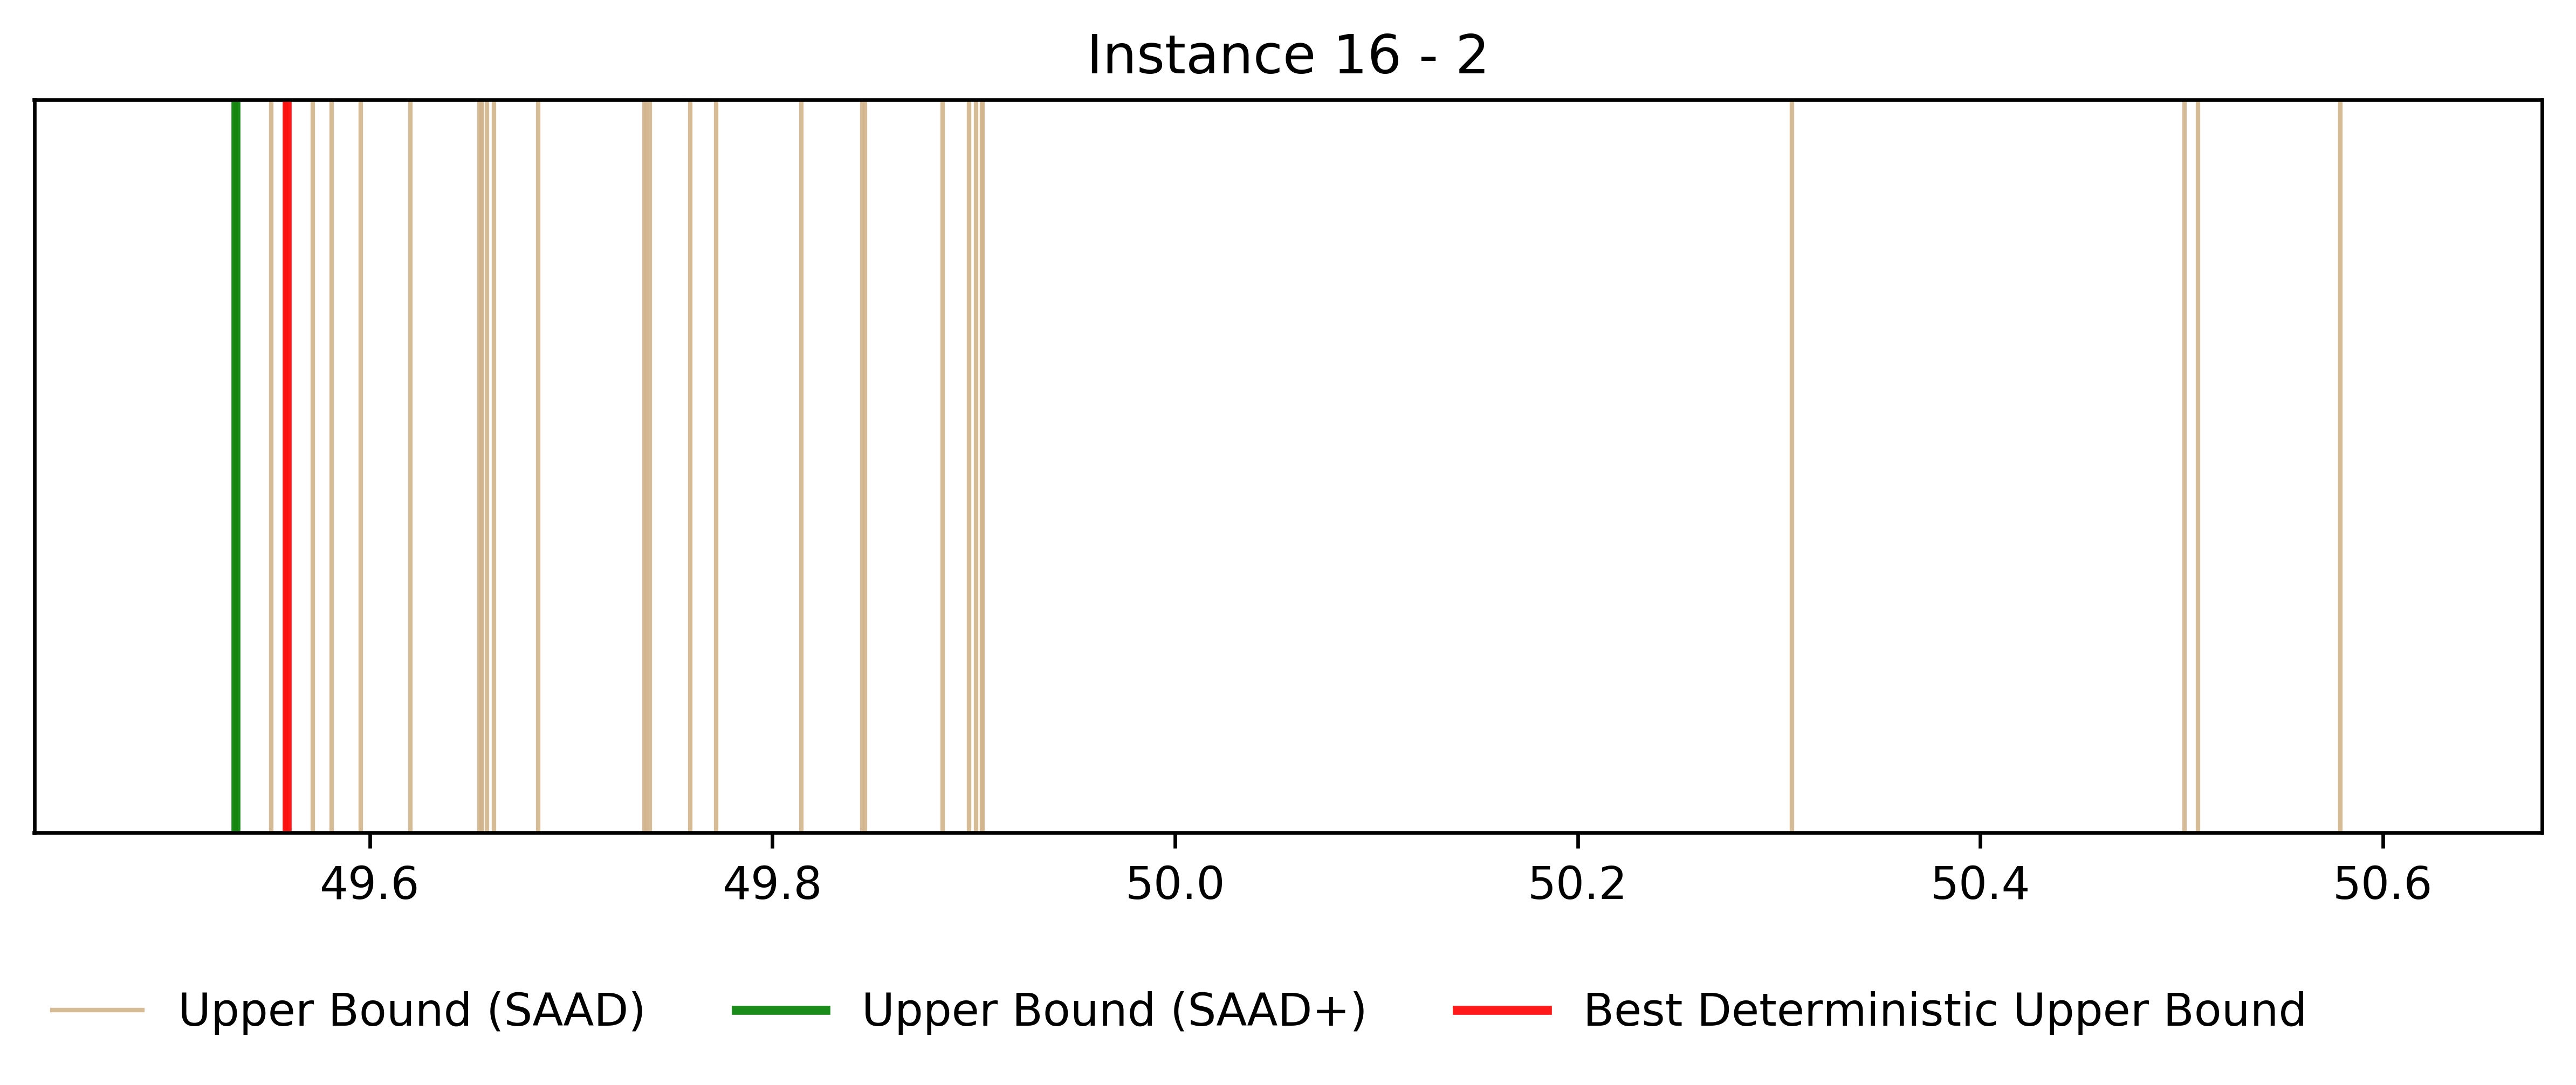 Instance 16 - 2
49.6 49.8 50.0 50.2 50.4 50.6
Upper Bound (SAAD) Upper Bound (SAAD+) Best Deterministic Upper Bound